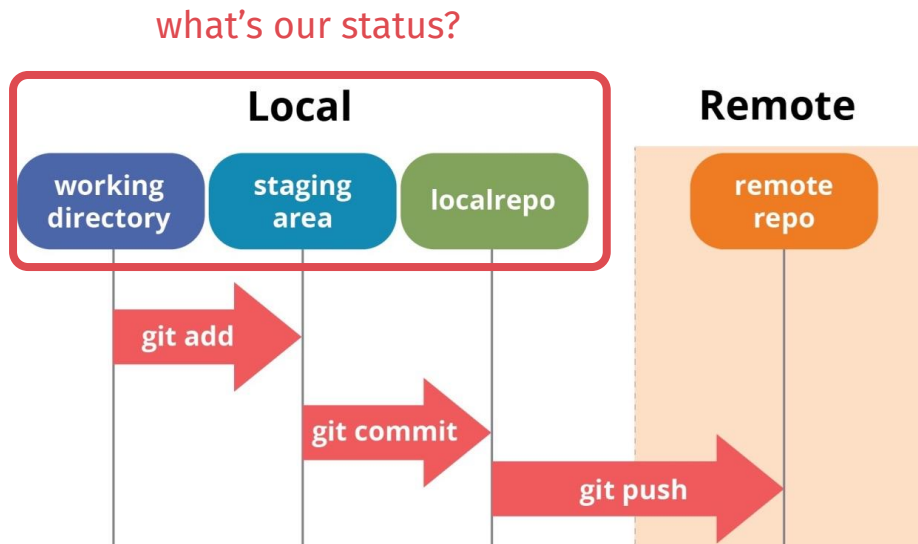 what’s our status?
Local
Remote
working
directory
staging
area
localrepo
remote
repo
git add
git commit
git push